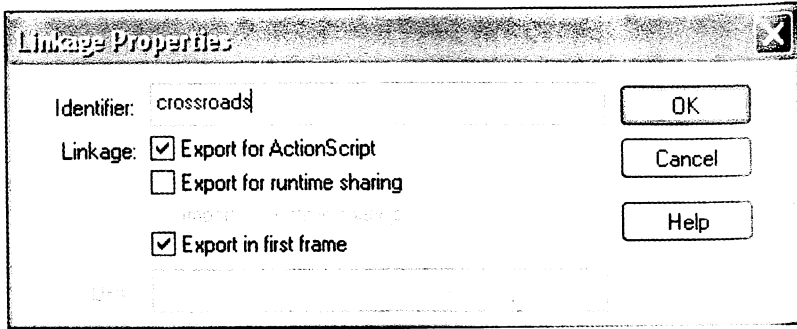 Linkage Properties
Identifier: crossroads OK
Linkage: Export for ActionScript Cancel
Export for runtime sharing
Help
Export in first frame